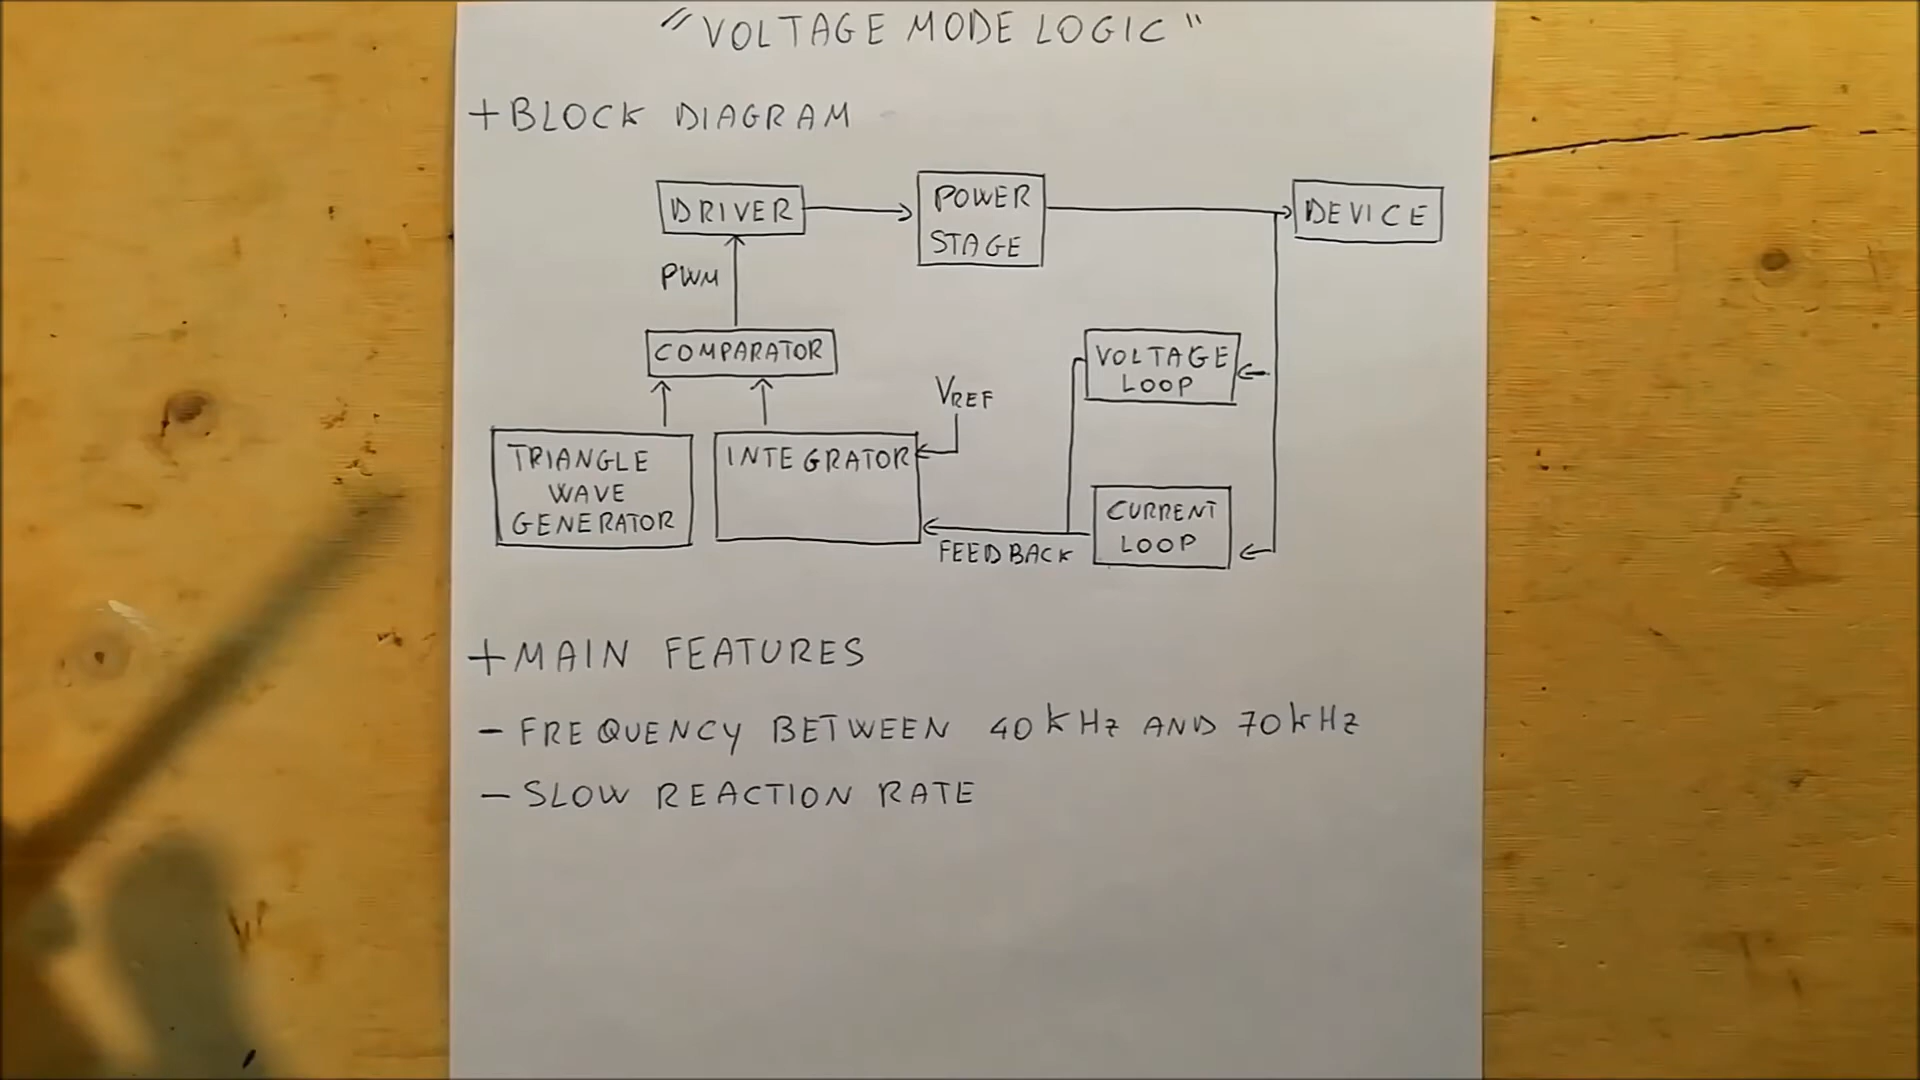 "VOLTAGE MODE LOGIC"
+ BLOCK DIAGRAM
DRIVER
POWER
STAGE
DEVICE
PWM
COMPARATOR
VOLTAGE
LOOP
VREF
TRIANGLE
WAVE
GENERATOR
INTEGRATOR
CURRENT
LOOP
FEEDBACK
+ MAIN FEATURES
- FREQUENCY BETWEEN 40kHz AND 70kHz
- SLOW REACTION RATE